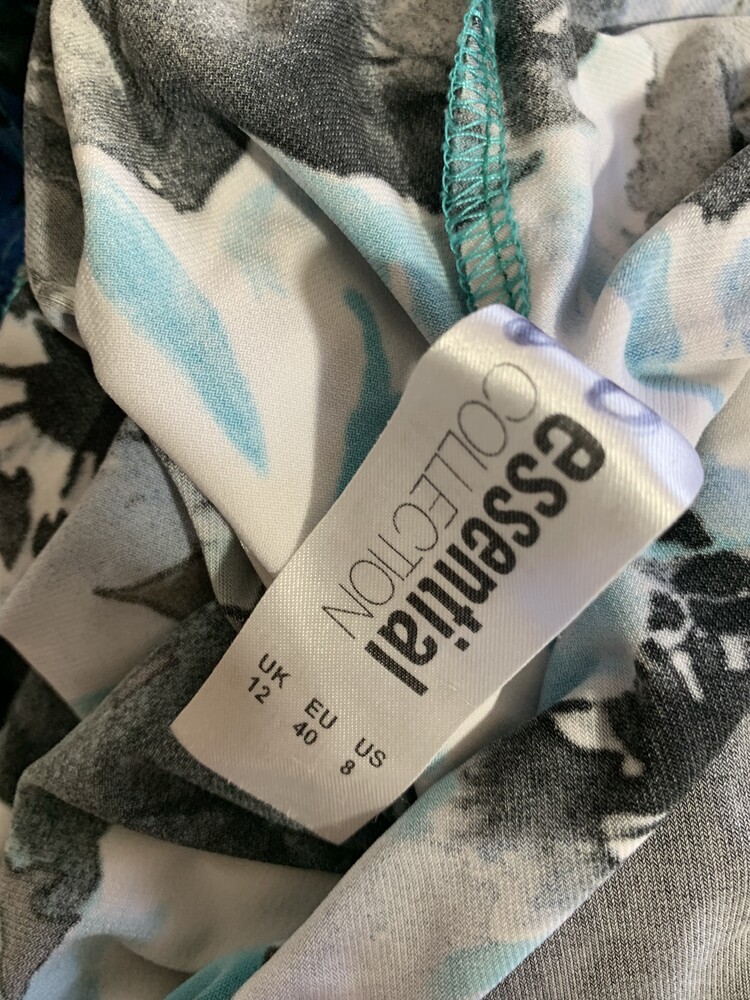 essential
COLLECTION
UK EU US
12 40 8